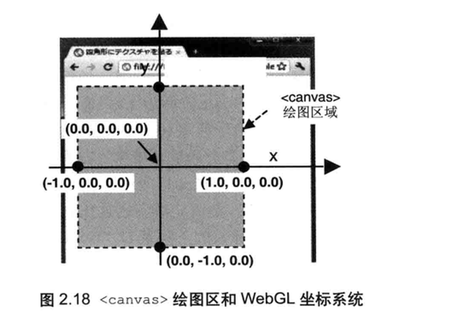 四角形にテクスチャを貼る
file:///
y
<canvas>
绘图区域
(0.0, 0.0, 0.0)
x
(-1.0, 0.0, 0.0)
(1.0, 0.0, 0.0)
(0.0, -1.0, 0.0)
图 2.18 <canvas> 绘图区和 WebGL 坐标系统